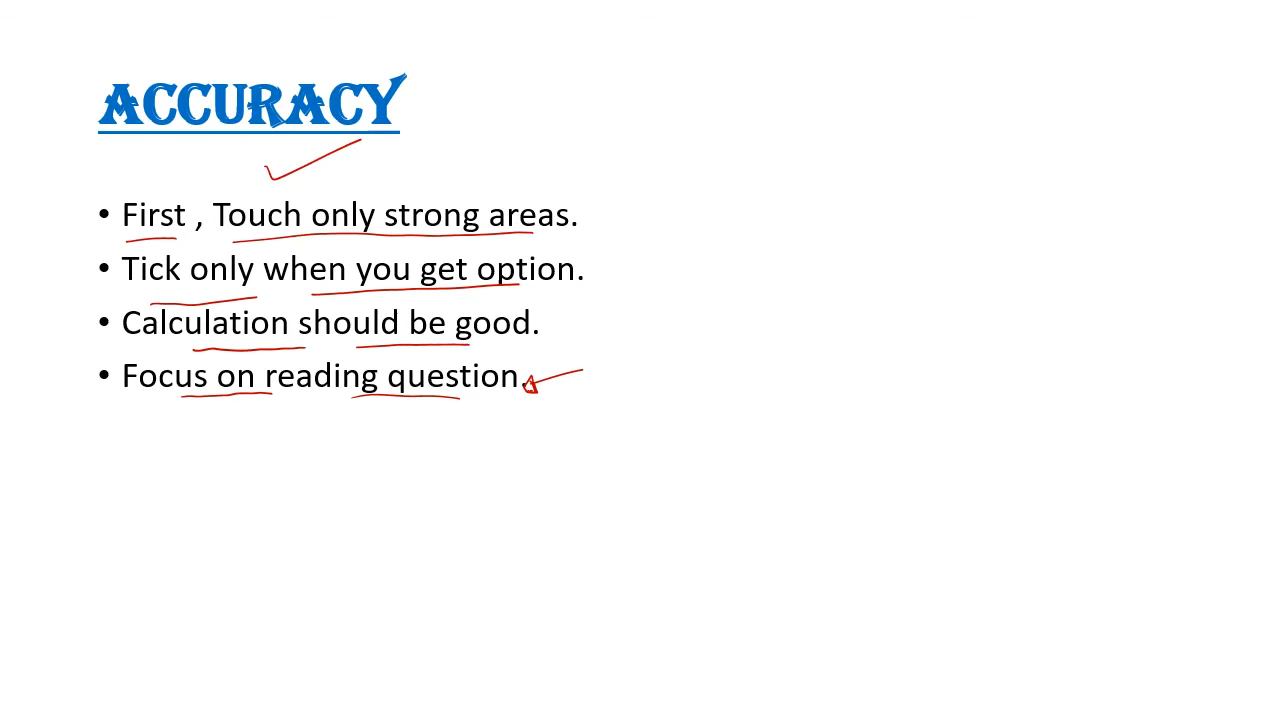 ACCURACY
• First , Touch only strong areas.
• Tick only when you get option.
• Calculation should be good.
• Focus on reading question.